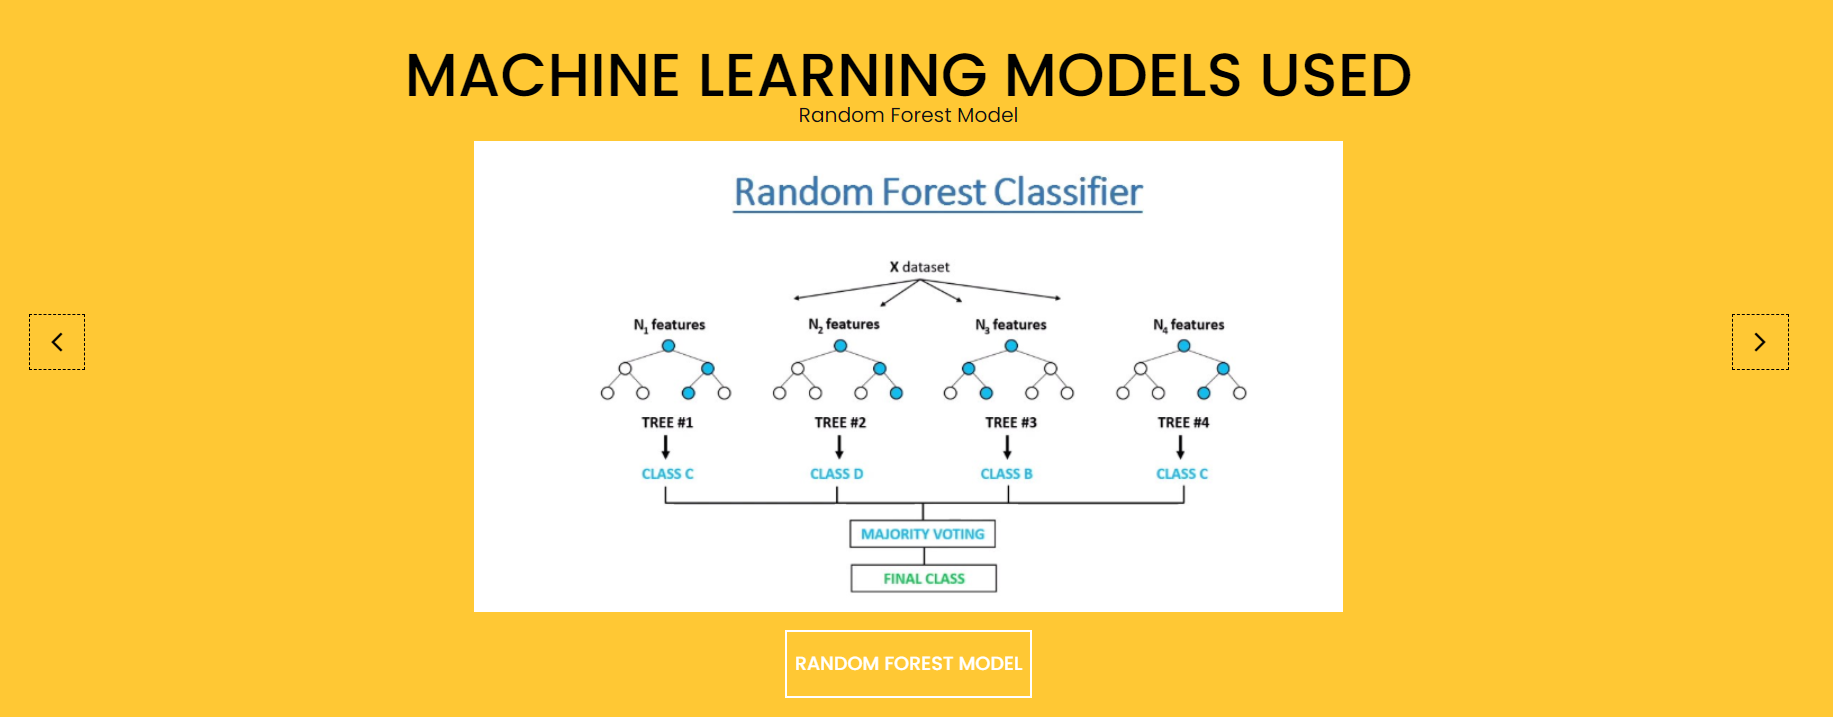 MACHINE LEARNING MODELS USED
Random Forest Model
Random Forest Classifier
X dataset
N1 features N2 features N3 features N4 features
TREE #1 TREE #2 TREE #3 TREE #4
CLASS C CLASS D CLASS B CLASS C
MAJORITY VOTING
FINAL CLASS
RANDOM FOREST MODEL